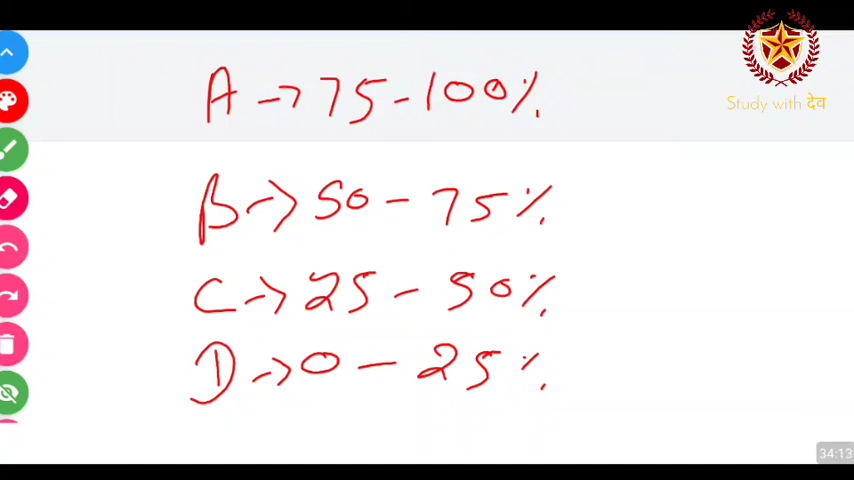 Study with देव
A → 75 - 100%
B → 50 - 75%
C → 25 - 50%
D → 0 - 25%
34:13